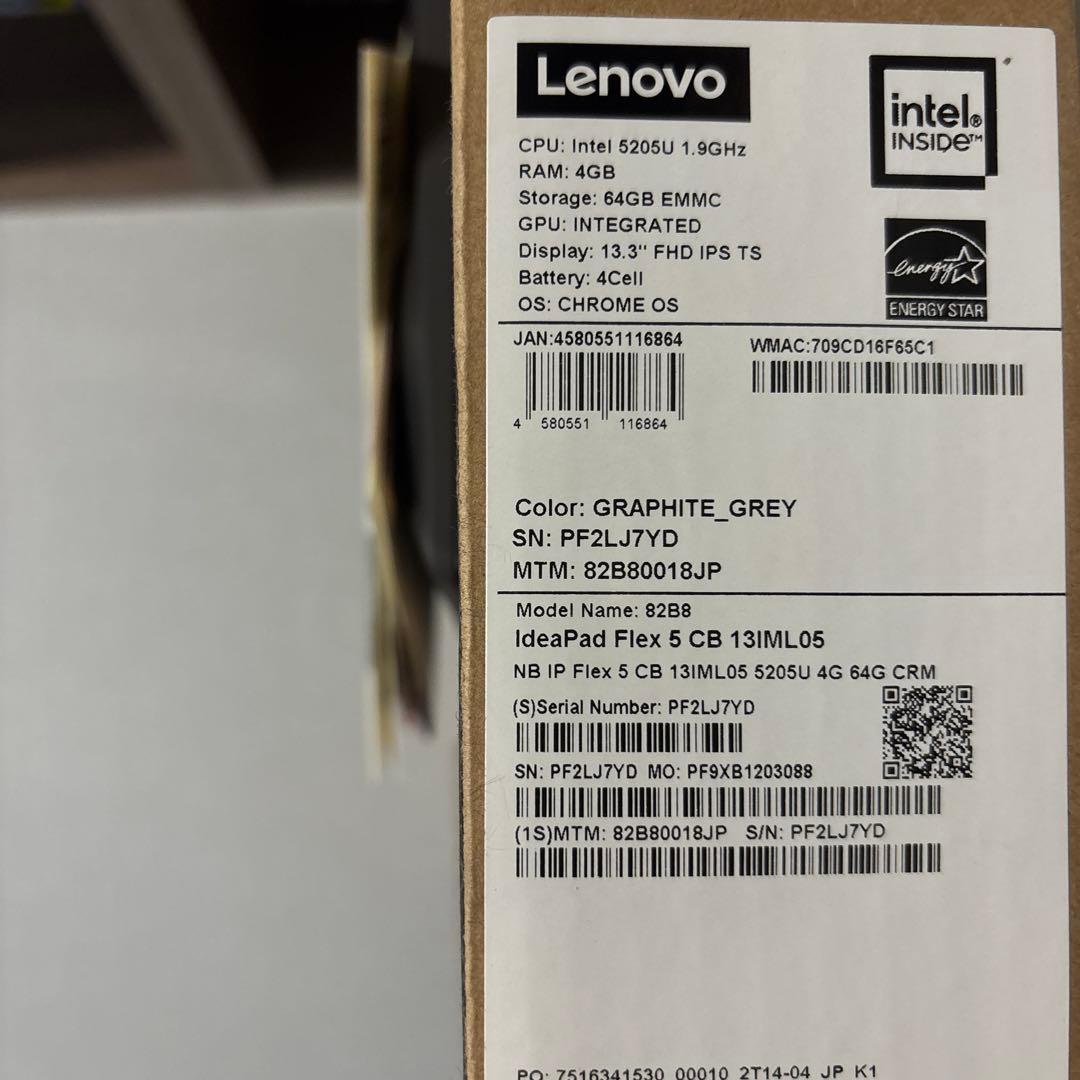 Lenovo
intel®
INSIDE™
CPU: Intel 5205U 1.9GHz
RAM: 4GB
Storage: 64GB EMMC
GPU: INTEGRATED
Display: 13.3'' FHD IPS TS
Battery: 4Cell
OS: CHROME OS
energy
ENERGY STAR
JAN:4580551116864
4 580551 116864
WMAC:709CD16F65C1
Color: GRAPHITE_GREY
SN: PF2LJ7YD
MTM: 82B80018JP
Model Name: 82B8
IdeaPad Flex 5 CB 13IML05
NB IP Flex 5 CB 13IML05 5205U 4G 64G CRM
(S)Serial Number: PF2LJ7YD
SN: PF2LJ7YD MO: PF9XB1203088
(1S)MTM: 82B80018JP S/N: PF2LJ7YD
PO: 7516341530 00010 2T14-04 JP K1